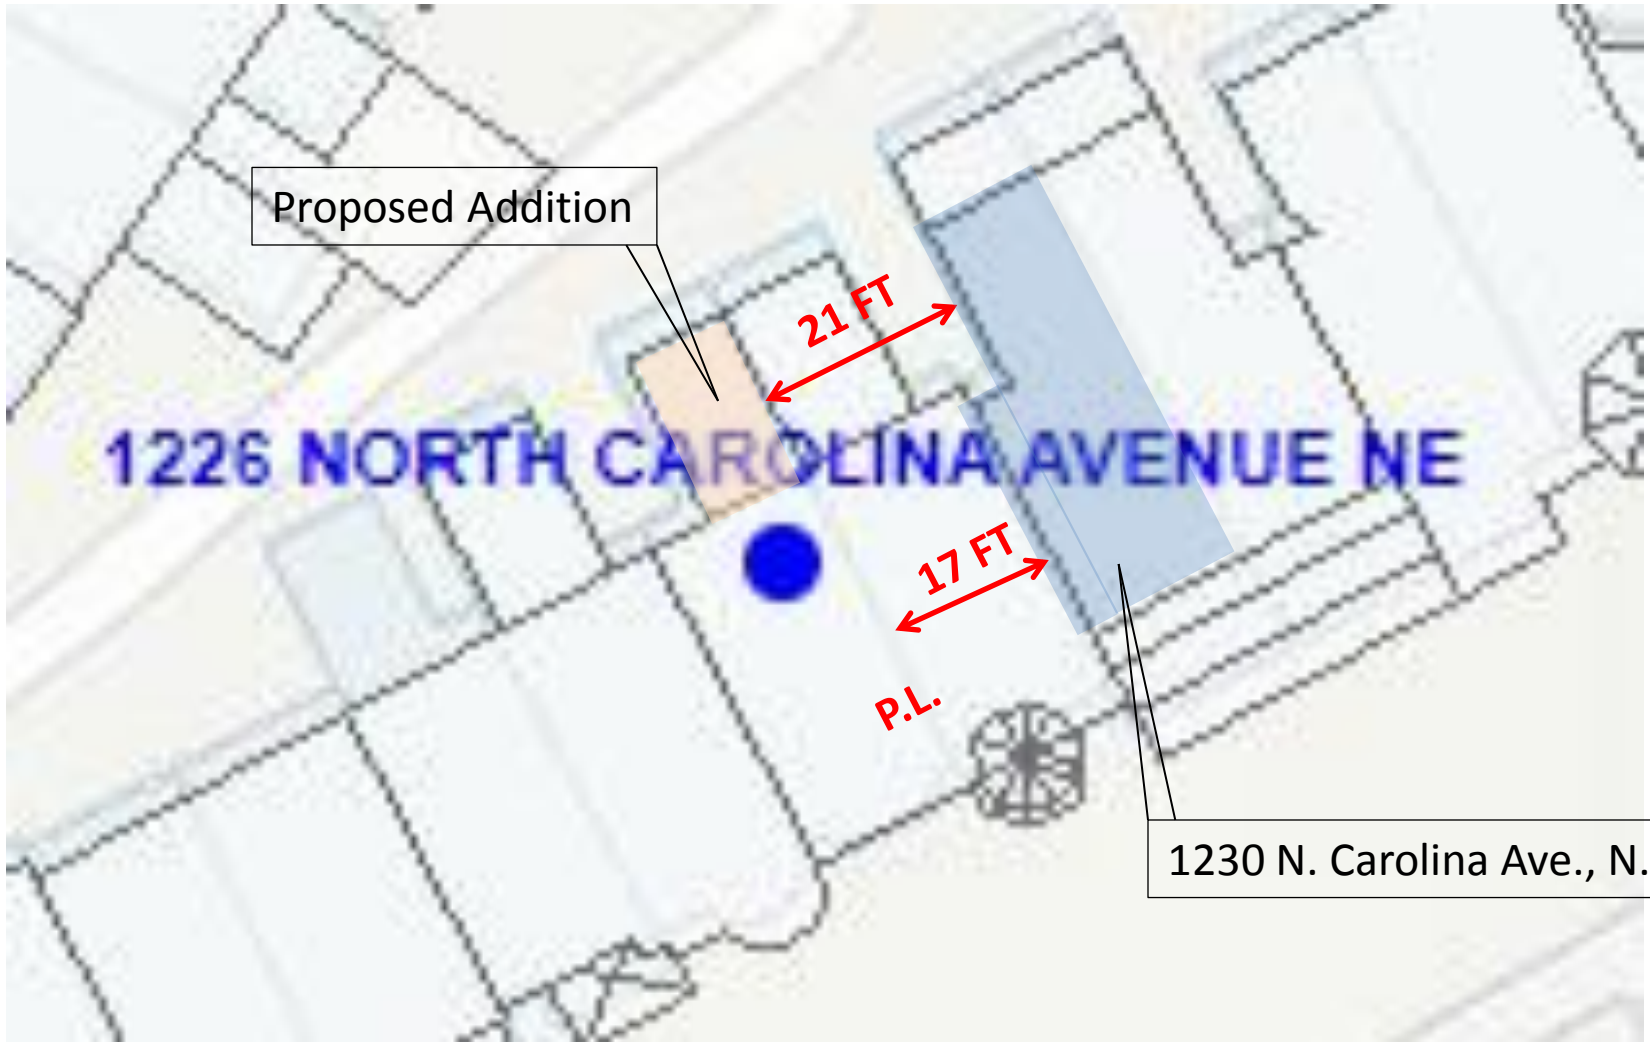 Proposed Addition
21 FT
1226 NORTH CAROLINA AVENUE NE
17 FT
P.L.
1230 N. Carolina Ave., N.